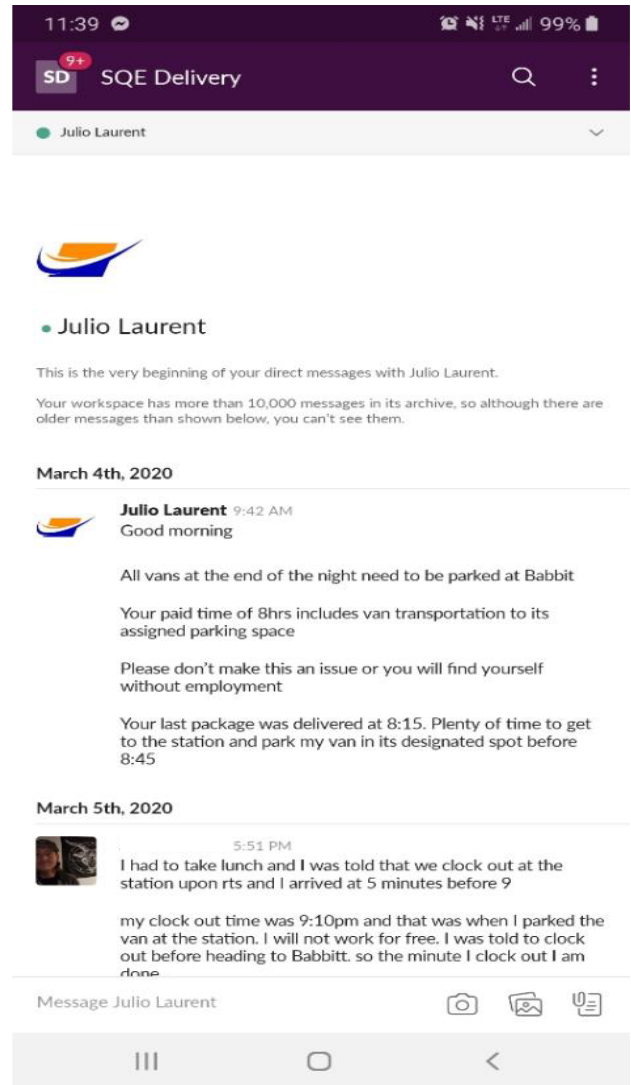 11:39
LTE 99%
9+
SD SQE Delivery
Julio Laurent
Julio Laurent
This is the very beginning of your direct messages with Julio Laurent.
Your workspace has more than 10,000 messages in its archive, so although there are
older messages than shown below, you can't see them.
March 4th, 2020
Julio Laurent 9:42 AM
Good morning
All vans at the end of the night need to be parked at Babbit
Your paid time of 8hrs includes van transportation to its
assigned parking space
Please don't make this an issue or you will find yourself
without employment
Your last package was delivered at 8:15. Plenty of time to get
to the station and park my van in its designated spot before
8:45
March 5th, 2020
5:51 PM
I had to take lunch and I was told that we clock out at the
station upon rts and I arrived at 5 minutes before 9
my clock out time was 9:10pm and that was when I parked the
van at the station. I will not work for free. I was told to clock
out before heading to Babbitt. so the minute I clock out I am
done
Message Julio Laurent